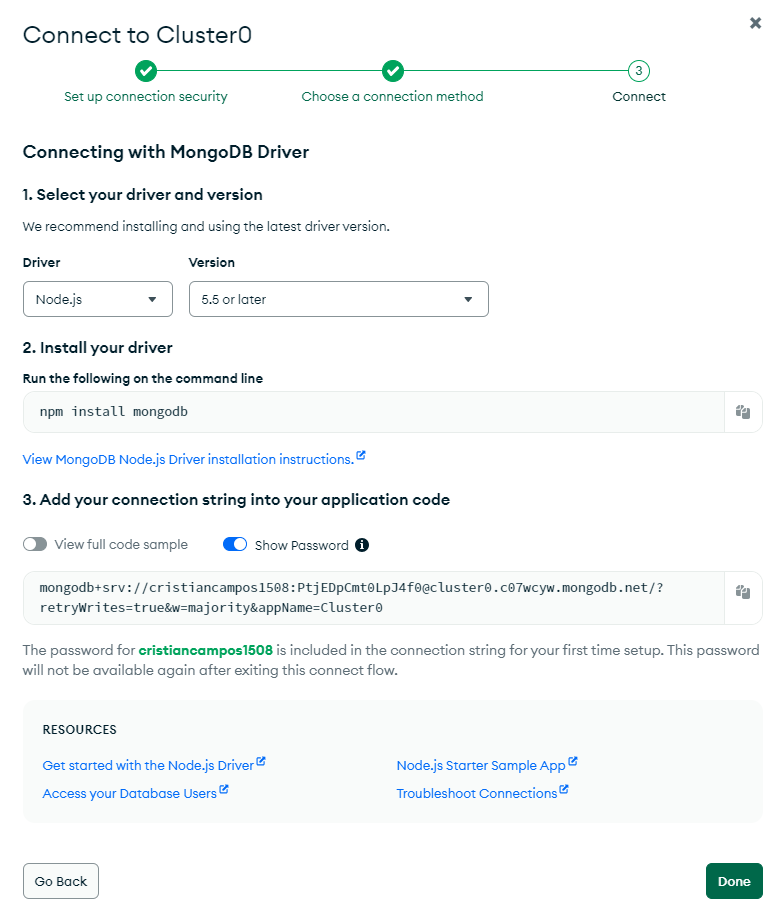 Connect to Cluster0
Set up connection security
Choose a connection method
3
Connect
Connecting with MongoDB Driver
1. Select your driver and version
We recommend installing and using the latest driver version.
Driver
Version
Node.js
5.5 or later
2. Install your driver
Run the following on the command line
npm install mongodb
View MongoDB Node.js Driver installation instructions.
3. Add your connection string into your application code
View full code sample
Show Password
mongodb+srv://cristiancampos1508:PtjEDpCmt0LpJ4f0@cluster0.c07wcyw.mongodb.net/?
retryWrites=true&w=majority&appName=Cluster0
The password for cristiancampos1508 is included in the connection string for your first time setup. This password
will not be available again after exiting this connect flow.
RESOURCES
Get started with the Node.js Driver
Node.js Starter Sample App
Access your Database Users
Troubleshoot Connections
Go Back
Done